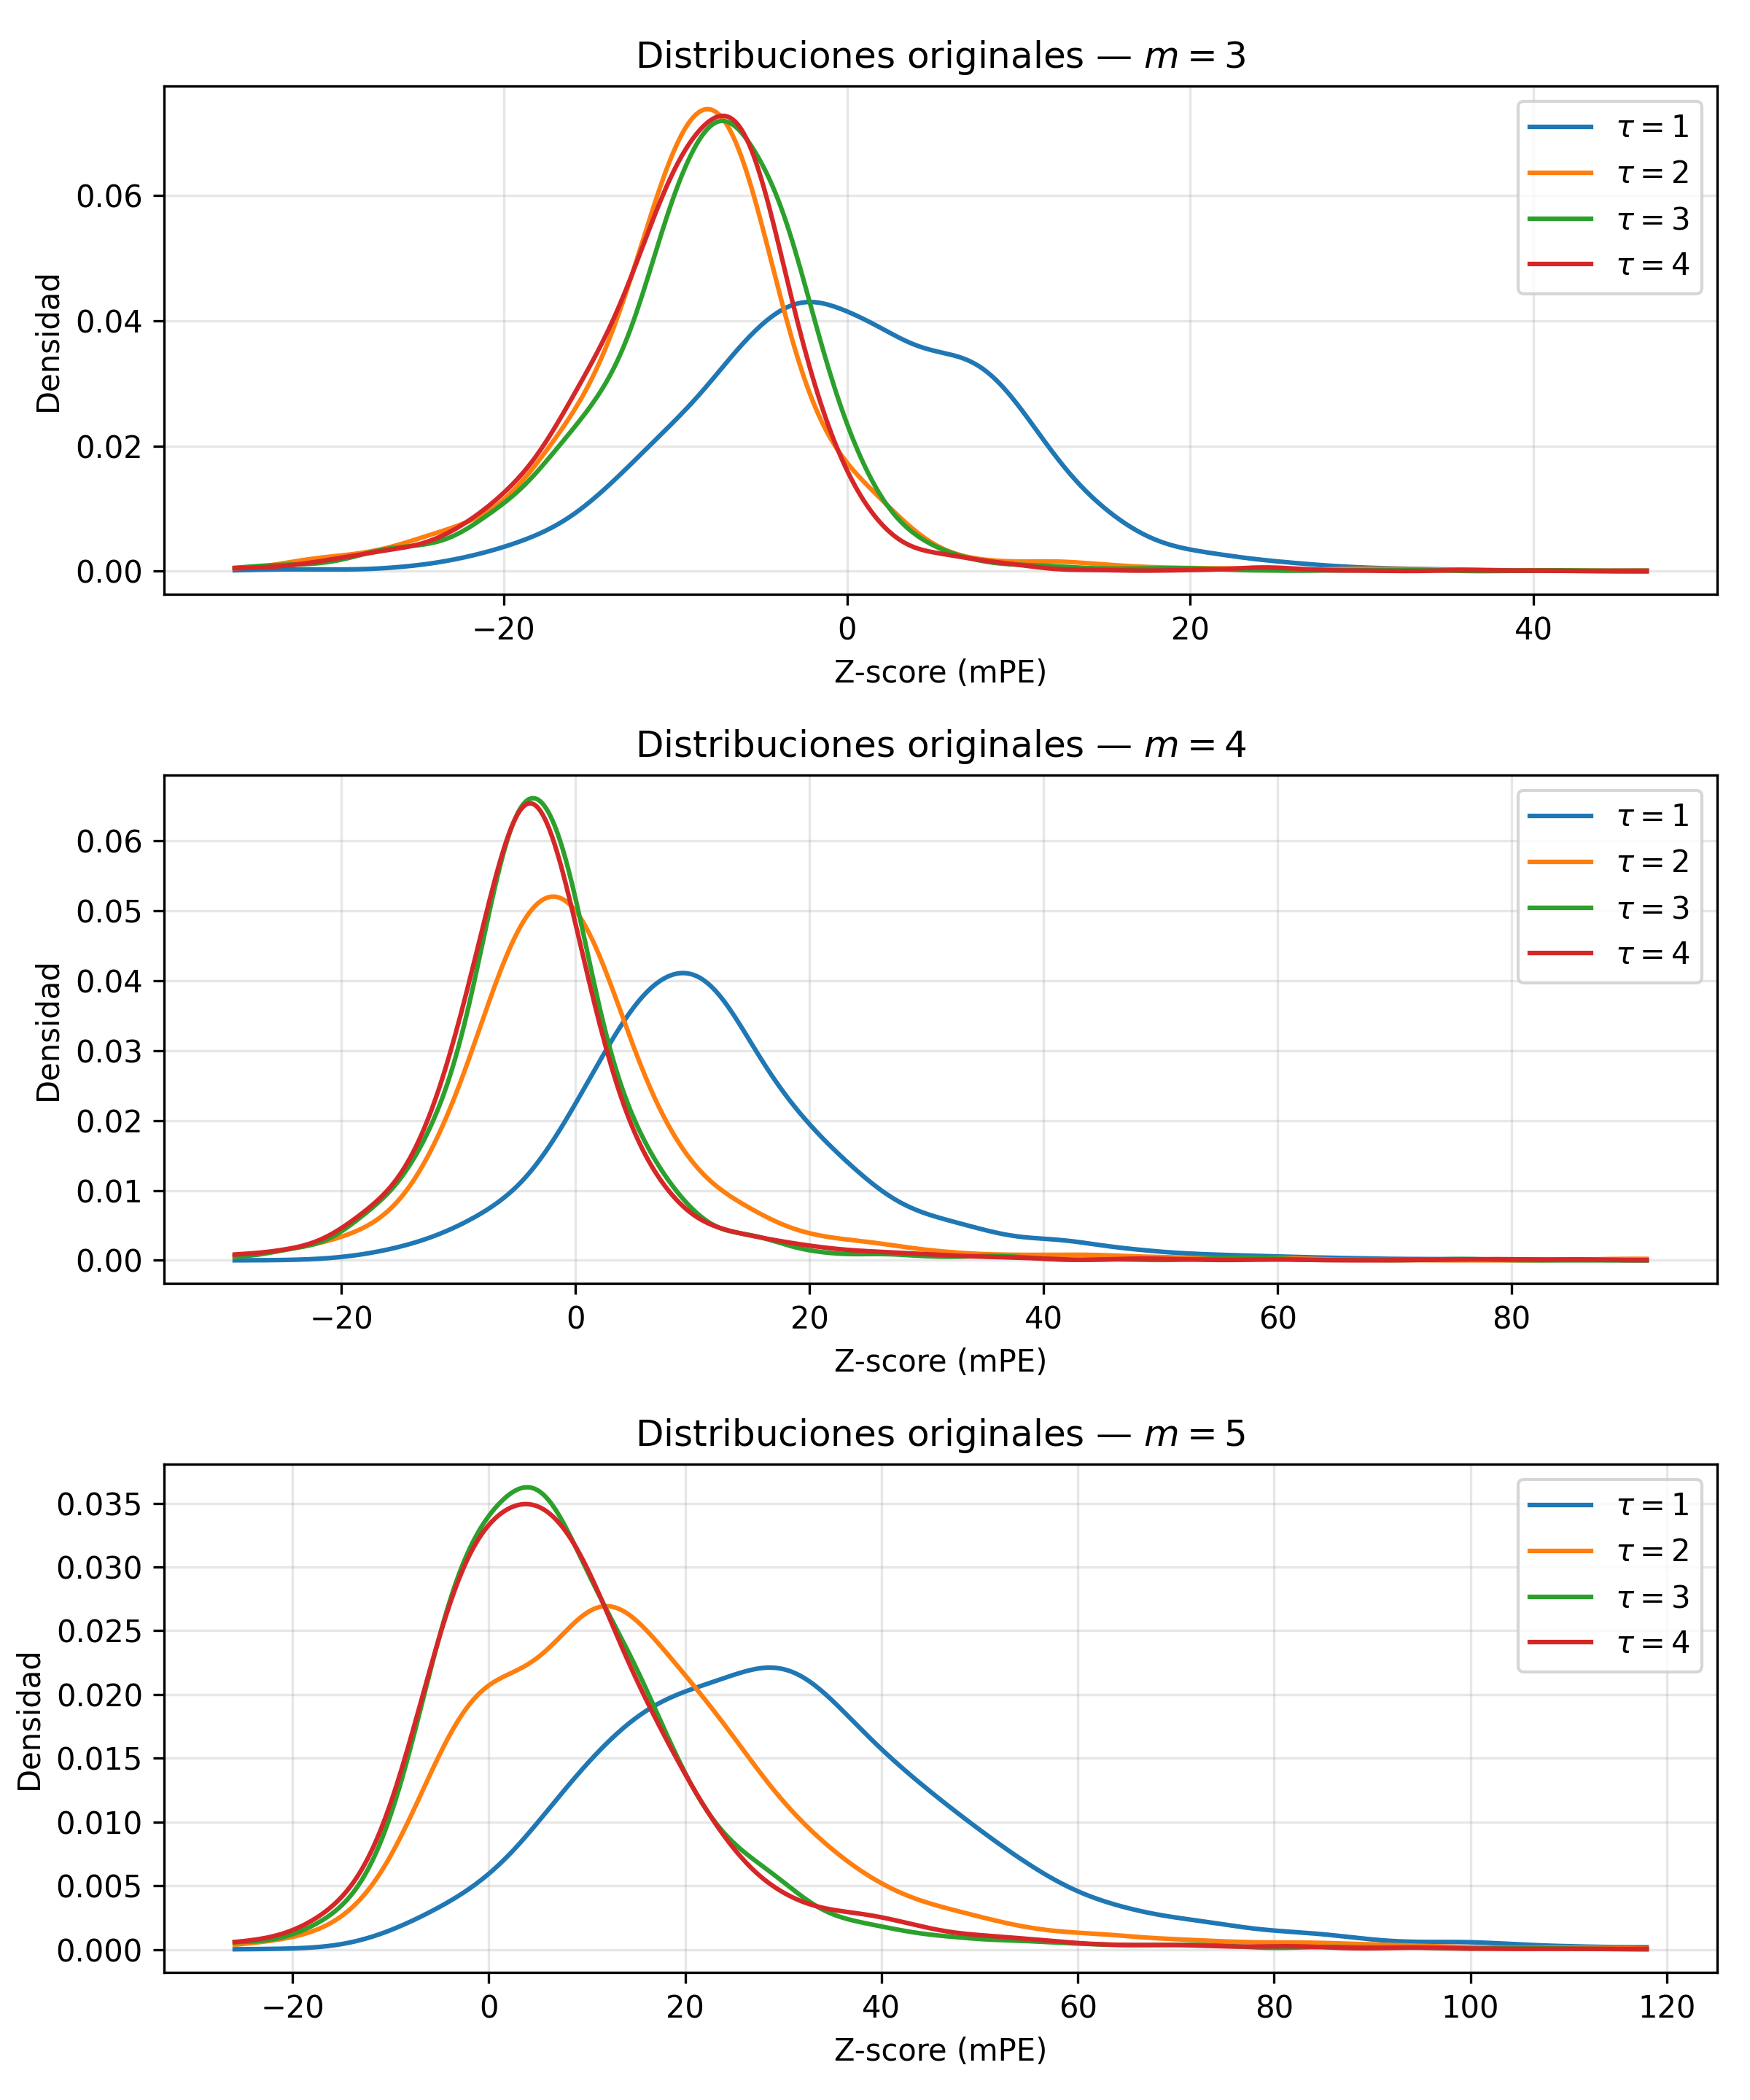 Distribuciones originales — m = 3
Densidad
0.06
0.04
0.02
0.00
τ = 1
τ = 2
τ = 3
τ = 4
−20 0 20 40
Z-score (mPE)
Distribuciones originales — m = 4
Densidad
0.06
0.05
0.04
0.03
0.02
0.01
0.00
τ = 1
τ = 2
τ = 3
τ = 4
−20 0 20 40 60 80
Z-score (mPE)
Distribuciones originales — m = 5
Densidad
0.035
0.030
0.025
0.020
0.015
0.010
0.005
0.000
τ = 1
τ = 2
τ = 3
τ = 4
−20 0 20 40 60 80 100 120
Z-score (mPE)